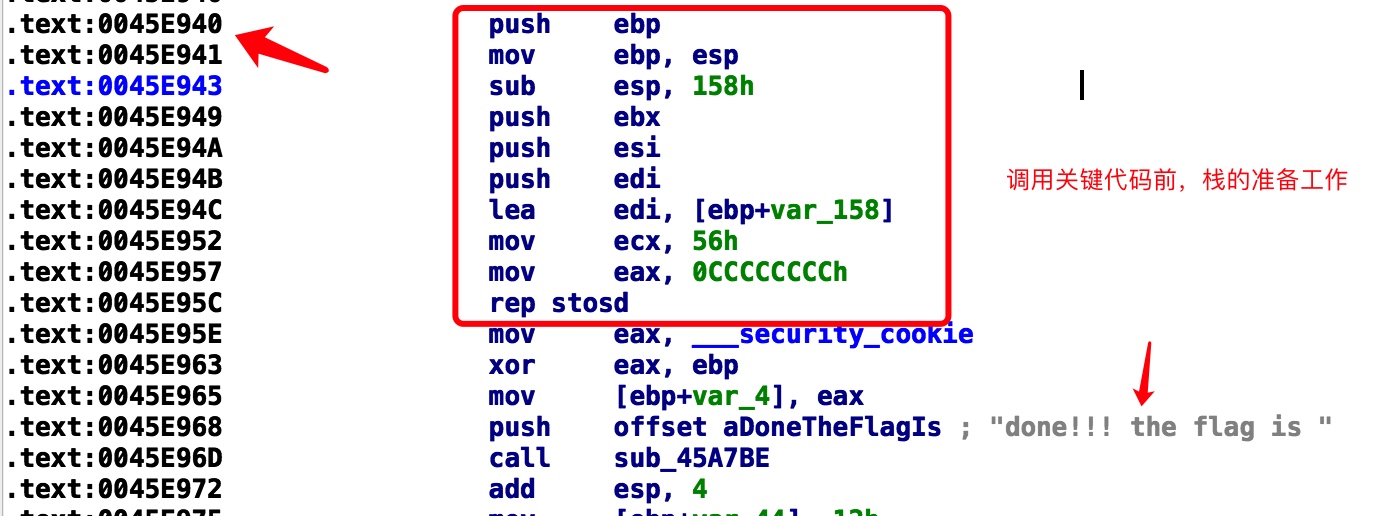 .text:0045E940 push ebp
.text:0045E941 mov ebp, esp
.text:0045E943 sub esp, 158h
.text:0045E949 push ebx
.text:0045E94A push esi
.text:0045E94B push edi
调用关键代码前，栈的准备工作
.text:0045E94C lea edi, [ebp+var_158]
.text:0045E952 mov ecx, 56h
.text:0045E957 mov eax, 0CCCCCCCCh
.text:0045E95C rep stosd
.text:0045E95E mov eax, ___security_cookie
.text:0045E963 xor eax, ebp
.text:0045E965 mov [ebp+var_4], eax
.text:0045E968 push offset aDoneTheFlagIs ; "done!!! the flag is "
.text:0045E96D call sub_45A7BE
.text:0045E972 add esp, 4